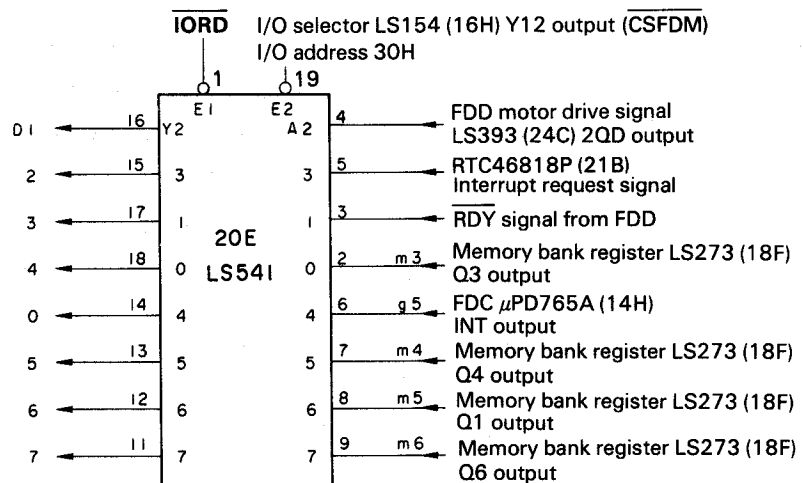 IORD I/O selector LS154 (16H) Y12 output (CSFDM)
I/O address 30H
1 19
E1 E2
D1 16 Y2 A2 4 FDD motor drive signal
LS393 (24C) 2QD output
2 15 3 3 5 RTC46818P (21B)
Interrupt request signal
3 17 1 1 3 RDY signal from FDD
20E
LS541
4 18 0 0 2 m3 Memory bank register LS273 (18F)
Q3 output
0 14 4 4 6 g5 FDC μPD765A (14H)
INT output
5 13 5 5 7 m4 Memory bank register LS273 (18F)
Q4 output
6 12 6 6 8 m5 Memory bank register LS273 (18F)
Q1 output
7 11 7 7 9 m6 Memory bank register LS273 (18F)
Q6 output